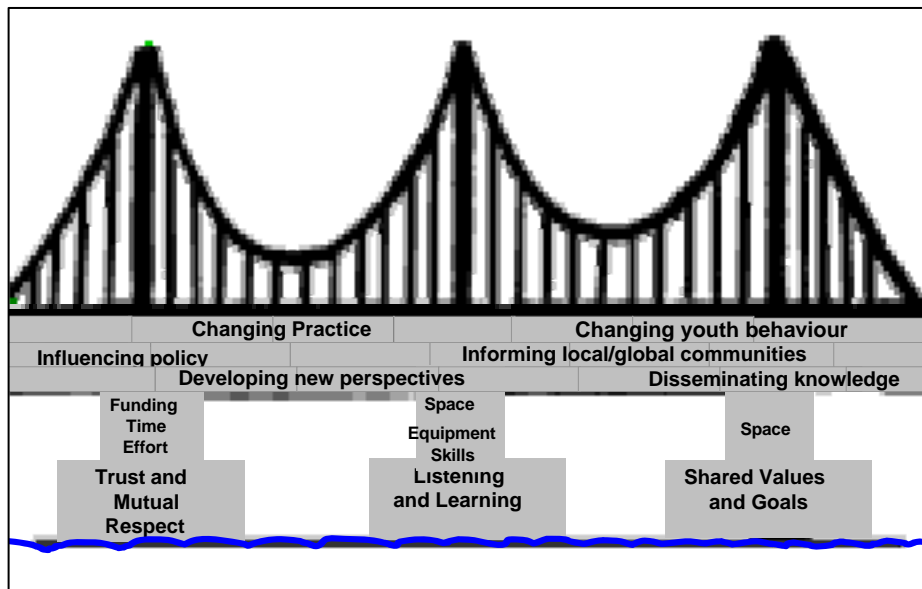 Changing Practice
Changing youth behaviour
Influencing policy
Informing local/global communities
Developing new perspectives
Disseminating knowledge
Funding
Time
Effort
Trust and
Mutual
Respect
Space
Equipment
Skills
Listening
and Learning
Space
Shared Values
and Goals